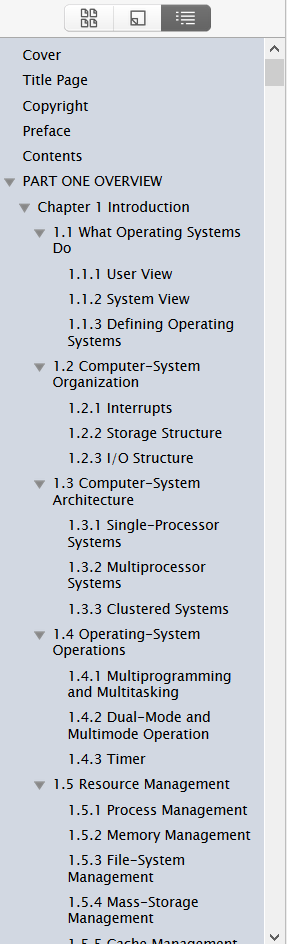 Cover
Title Page
Copyright
Preface
Contents
PART ONE OVERVIEW
Chapter 1 Introduction
1.1 What Operating Systems
Do
1.1.1 User View
1.1.2 System View
1.1.3 Defining Operating
Systems
1.2 Computer-System
Organization
1.2.1 Interrupts
1.2.2 Storage Structure
1.2.3 I/O Structure
1.3 Computer-System
Architecture
1.3.1 Single-Processor
Systems
1.3.2 Multiprocessor
Systems
1.3.3 Clustered Systems
1.4 Operating-System
Operations
1.4.1 Multiprogramming
and Multitasking
1.4.2 Dual-Mode and
Multimode Operation
1.4.3 Timer
1.5 Resource Management
1.5.1 Process Management
1.5.2 Memory Management
1.5.3 File-System
Management
1.5.4 Mass-Storage
Management
1.5.5 Cache Management